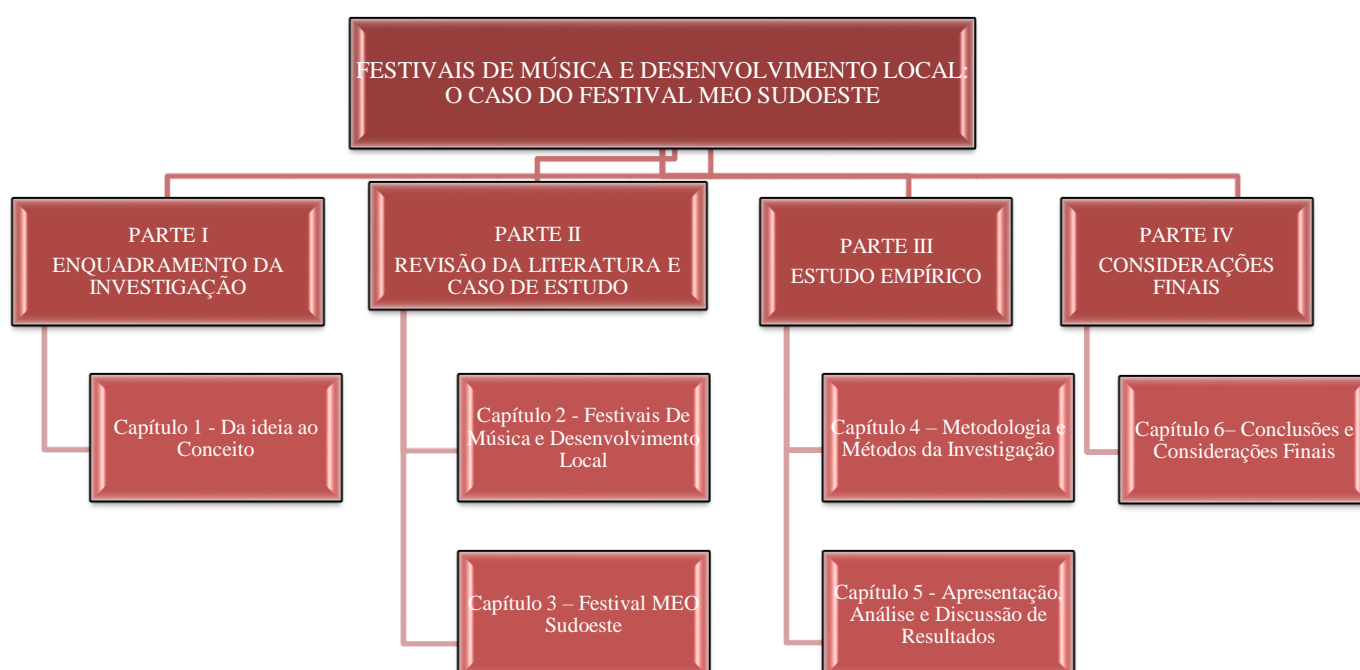 FESTIVAIS DE MÚSICA E DESENVOLVIMENTO LOCAL:
O CASO DO FESTIVAL MEO SUDOESTE
PARTE I
ENQUADRAMENTO DA
INVESTIGAÇÃO
Capítulo 1 - Da ideia ao
Conceito
PARTE II
REVISÃO DA LITERATURA E
CASO DE ESTUDO
Capítulo 2 - Festivais De
Música e Desenvolvimento
Local
Capítulo 3 – Festival MEO
Sudoeste
PARTE III
ESTUDO EMPÍRICO
Capítulo 4 – Metodologia e
Métodos da Investigação
Capítulo 5 - Apresentação,
Análise e Discussão de
Resultados
PARTE IV
CONSIDERAÇÕES
FINAIS
Capítulo 6– Conclusões e
Considerações Finais